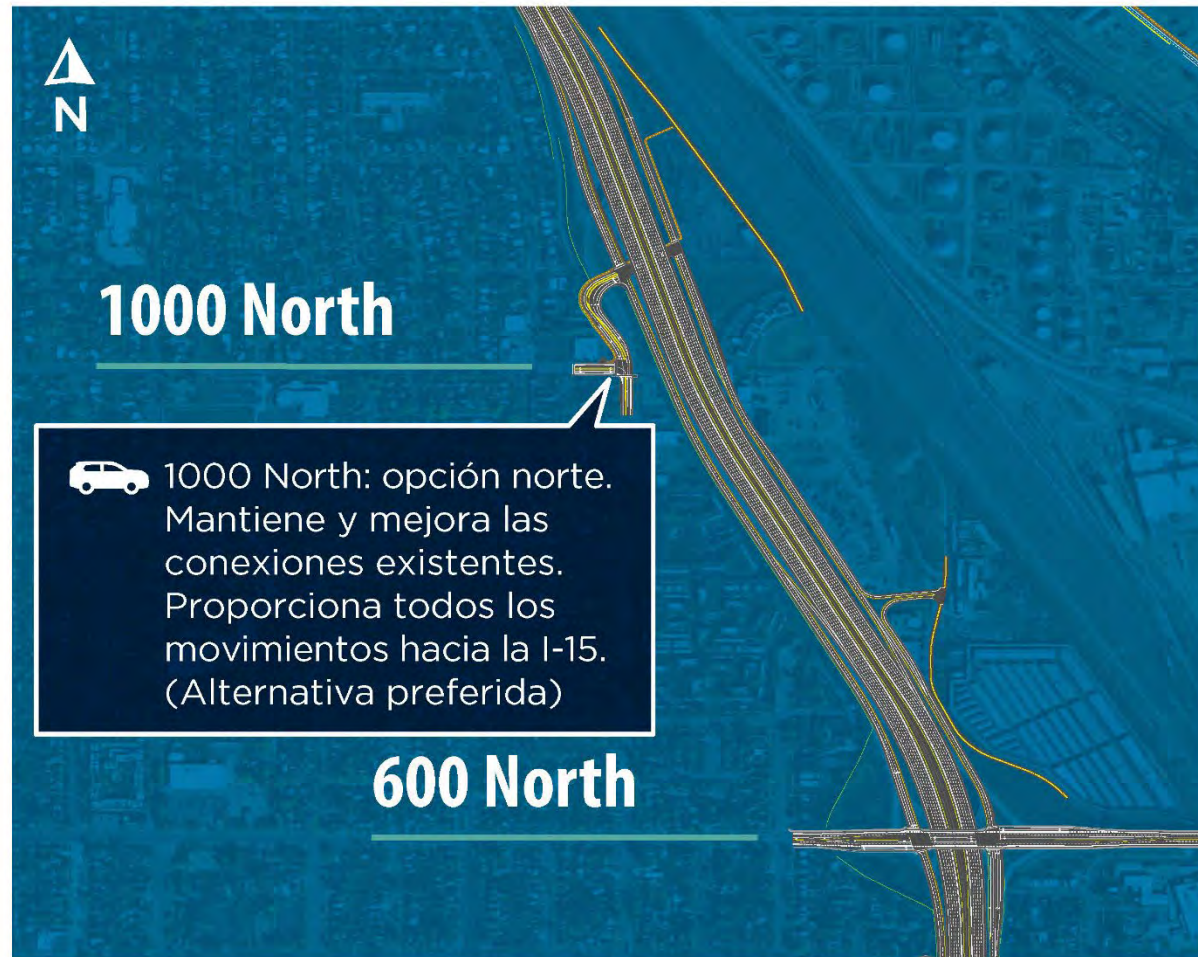 N
1000 North
1000 North: opción norte.
Mantiene y mejora las
conexiones existentes.
Proporciona todos los
movimientos hacia la I-15.
(Alternativa preferida)
600 North